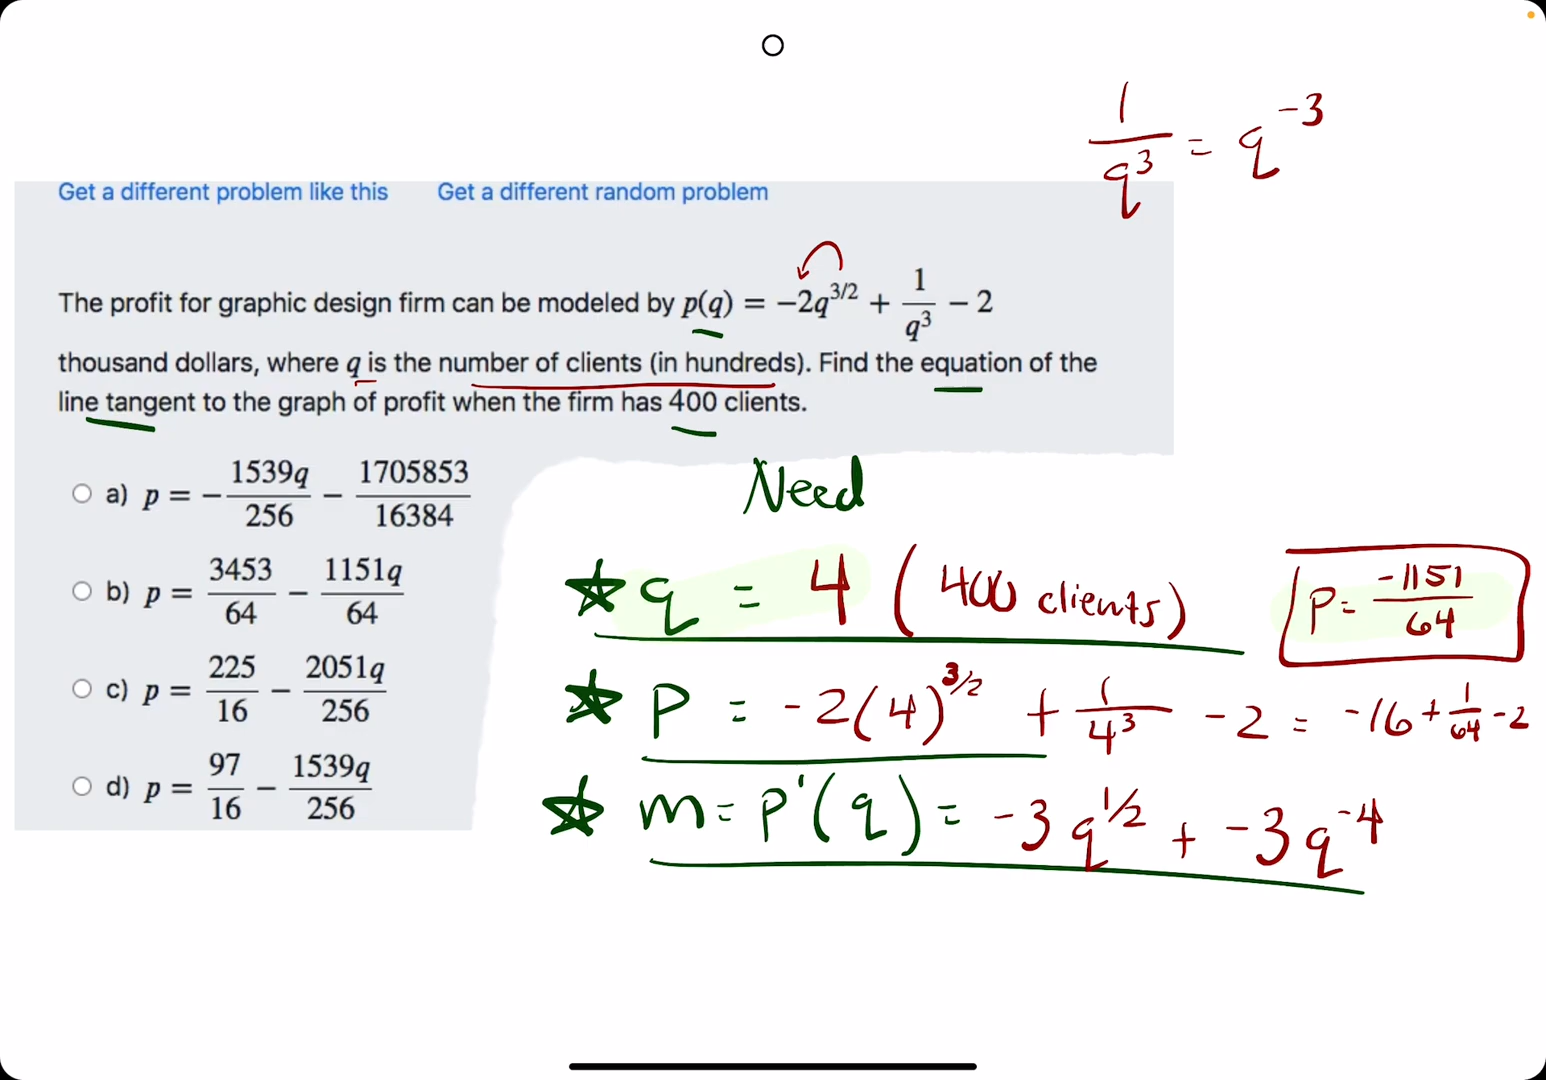 1/q³ = q⁻³
Get a different problem like this Get a different random problem
The profit for graphic design firm can be modeled by p(q) = −2q^{3/2} + 1/q³ − 2
thousand dollars, where q is the number of clients (in hundreds). Find the equation of the
line tangent to the graph of profit when the firm has 400 clients.
a) p = −1539q/256 − 1705853/16384
b) p = 3453/64 − 1151q/64
c) p = 225/16 − 2051q/256
d) p = 97/16 − 1539q/256
Need
q = 4 (400 clients)
p = -1151/64
P = -2(4)^{3/2} + 1/4³ - 2 = -16 + 1/64 - 2
m = P'(q) = -3q^{1/2} + -3q⁻⁴